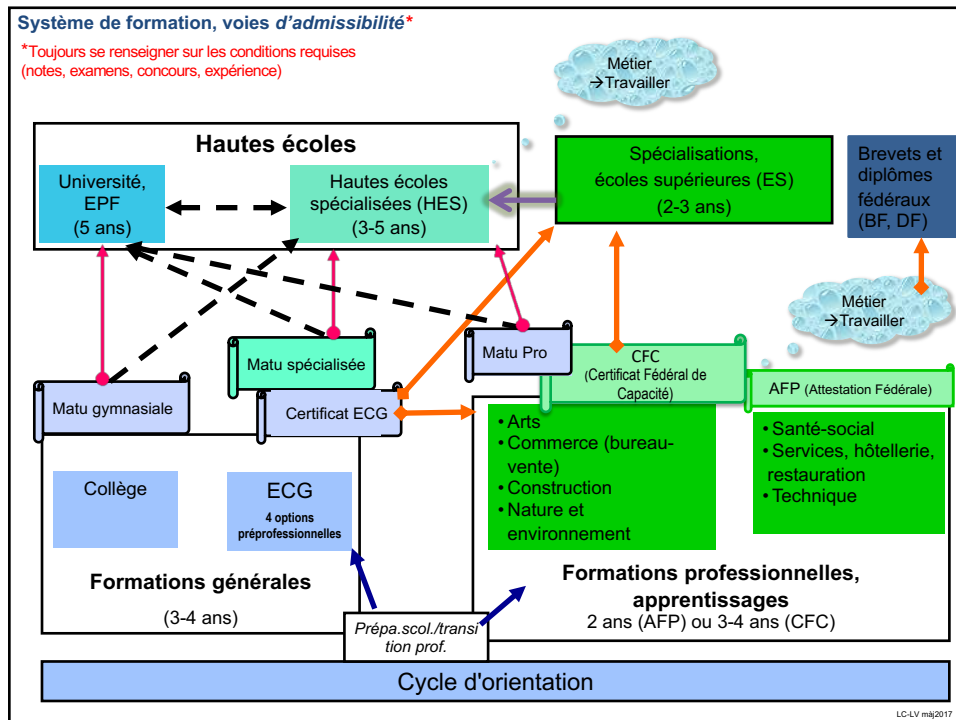 Système de formation, voies d'admissibilité*
*Toujours se renseigner sur les conditions requises
(notes, examens, concours, expérience)
Métier
→Travailler
Hautes écoles
Université,
EPF
(5 ans)
Hautes écoles
spécialisées (HES)
(3-5 ans)
Spécialisations,
écoles supérieures (ES)
(2-3 ans)
Brevets et
diplômes
fédéraux
(BF, DF)
Métier
→Travailler
Matu gymnasiale
Matu spécialisée
Certificat ECG
Matu Pro
CFC
(Certificat Fédéral de
Capacité)
AFP (Attestation Fédérale)
Collège
ECG
4 options
préprofessionnelles
• Arts
• Commerce (bureau-
vente)
• Construction
• Nature et
environnement
• Santé-social
• Services, hôtellerie,
restauration
• Technique
Formations générales
(3-4 ans)
Formations professionnelles,
apprentissages
2 ans (AFP) ou 3-4 ans (CFC)
Prépa.scol./transi
tion prof.
Cycle d'orientation
LC-LV màj2017